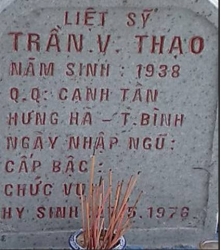 LIỆT SỸ
TRẦN.V. THẠO
NĂM SINH : 1938
Q.Q: CANH TÂN
HƯNG HÀ - T.BÌNH
NGÀY NHẬP NGŨ:
CẤP BẬC:
CHỨC VỤ
HY SINH 5.1976